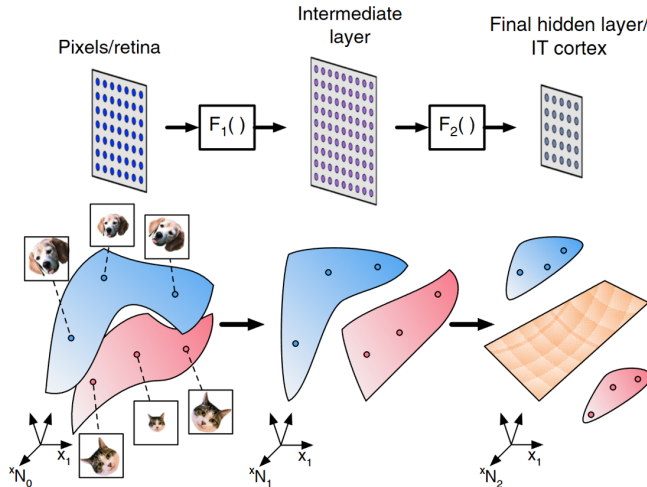 Pixels/retina
Intermediate
layer
Final hidden layer/
IT cortex
F₁( )
F₂( )
x₁
ˣN₀
x₁
ˣN₁
x₁
ˣN₂